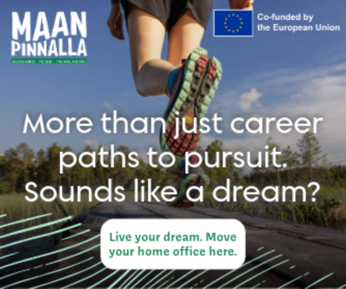 MAAN
PINNALLA
Co-funded by
the European Union
More than just career
paths to pursuit.
Sounds like a dream?
Live your dream. Move
your home office here.